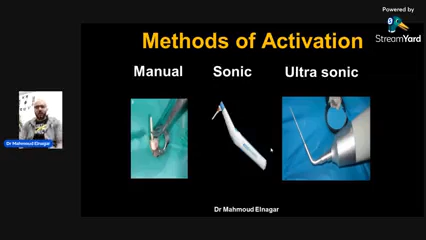 Powered by
StreamYard
Methods of Activation
Manual
Sonic
Ultra sonic
Dr Mahmoud Elnagar
Dr Mahmoud Elnagar